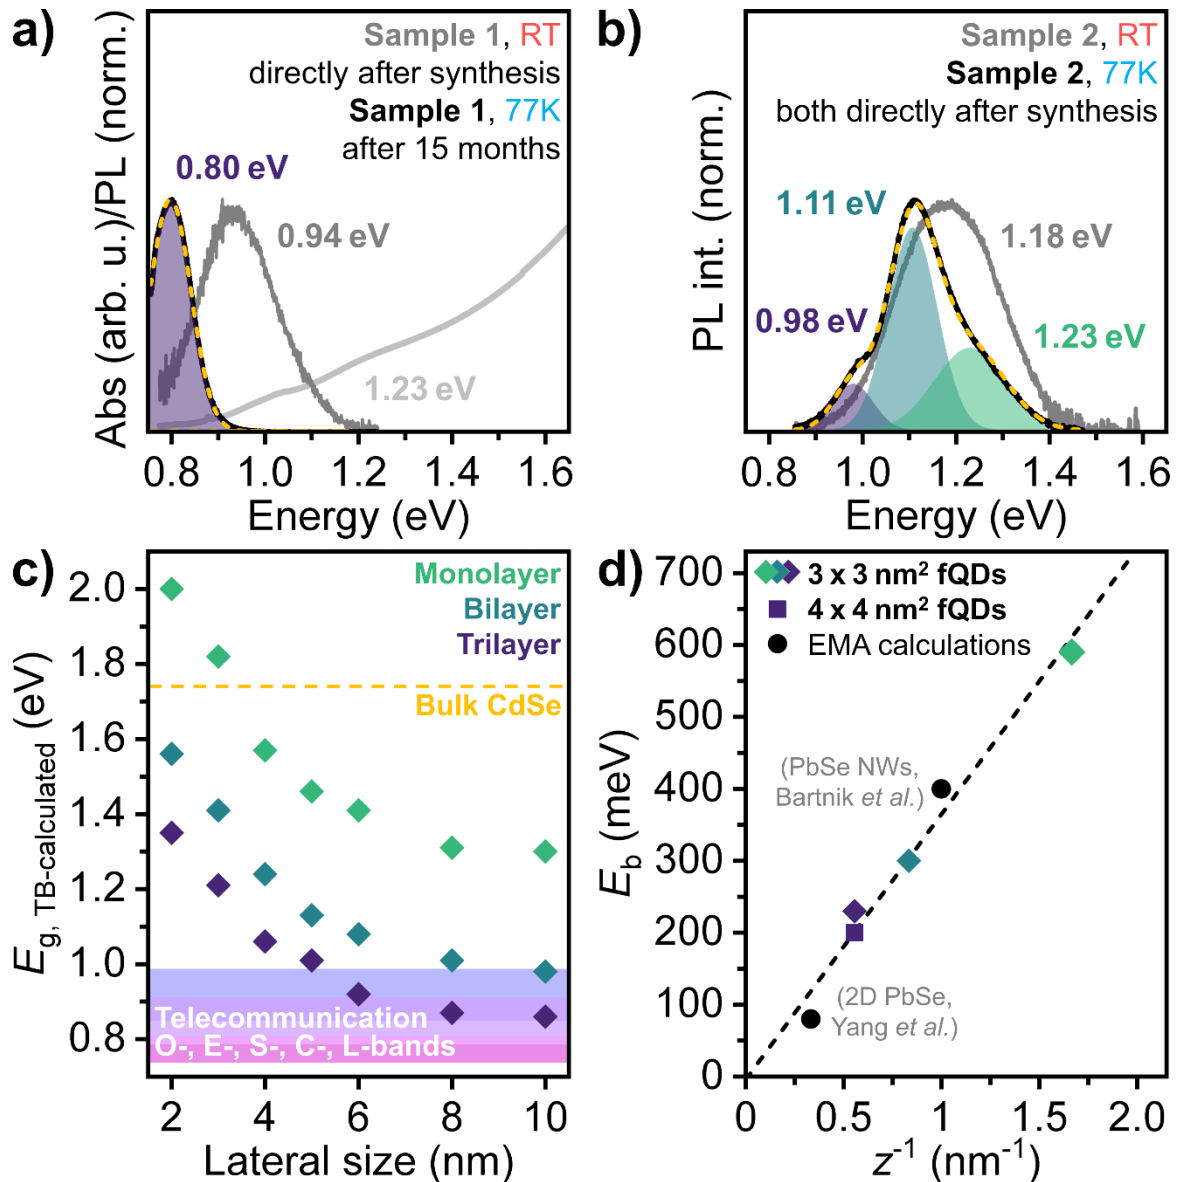 a)
Sample 1, RT
directly after synthesis
Sample 1, 77K
after 15 months
0.80 eV
0.94 eV
1.23 eV
Abs (arb. u.)/PL (norm.)
0.8 1.0 1.2 1.4 1.6
Energy (eV)
b)
Sample 2, RT
Sample 2, 77K
both directly after synthesis
1.11 eV
1.18 eV
0.98 eV
1.23 eV
PL int. (norm.)
0.8 1.0 1.2 1.4 1.6
Energy (eV)
c)
Monolayer
Bilayer
Trilayer
Bulk CdSe
Telecommunication
O-, E-, S-, C-, L-bands
E_g, TB-calculated (eV)
2.0
1.8
1.6
1.4
1.2
1.0
0.8
2 4 6 8 10
Lateral size (nm)
d)
3 x 3 nm² fQDs
4 x 4 nm² fQDs
EMA calculations
(PbSe NWs,
Bartnik et al.)
(2D PbSe,
Yang et al.)
E_b (meV)
700
600
500
400
300
200
100
0
0 0.5 1 1.5 2.0
z⁻¹ (nm⁻¹)